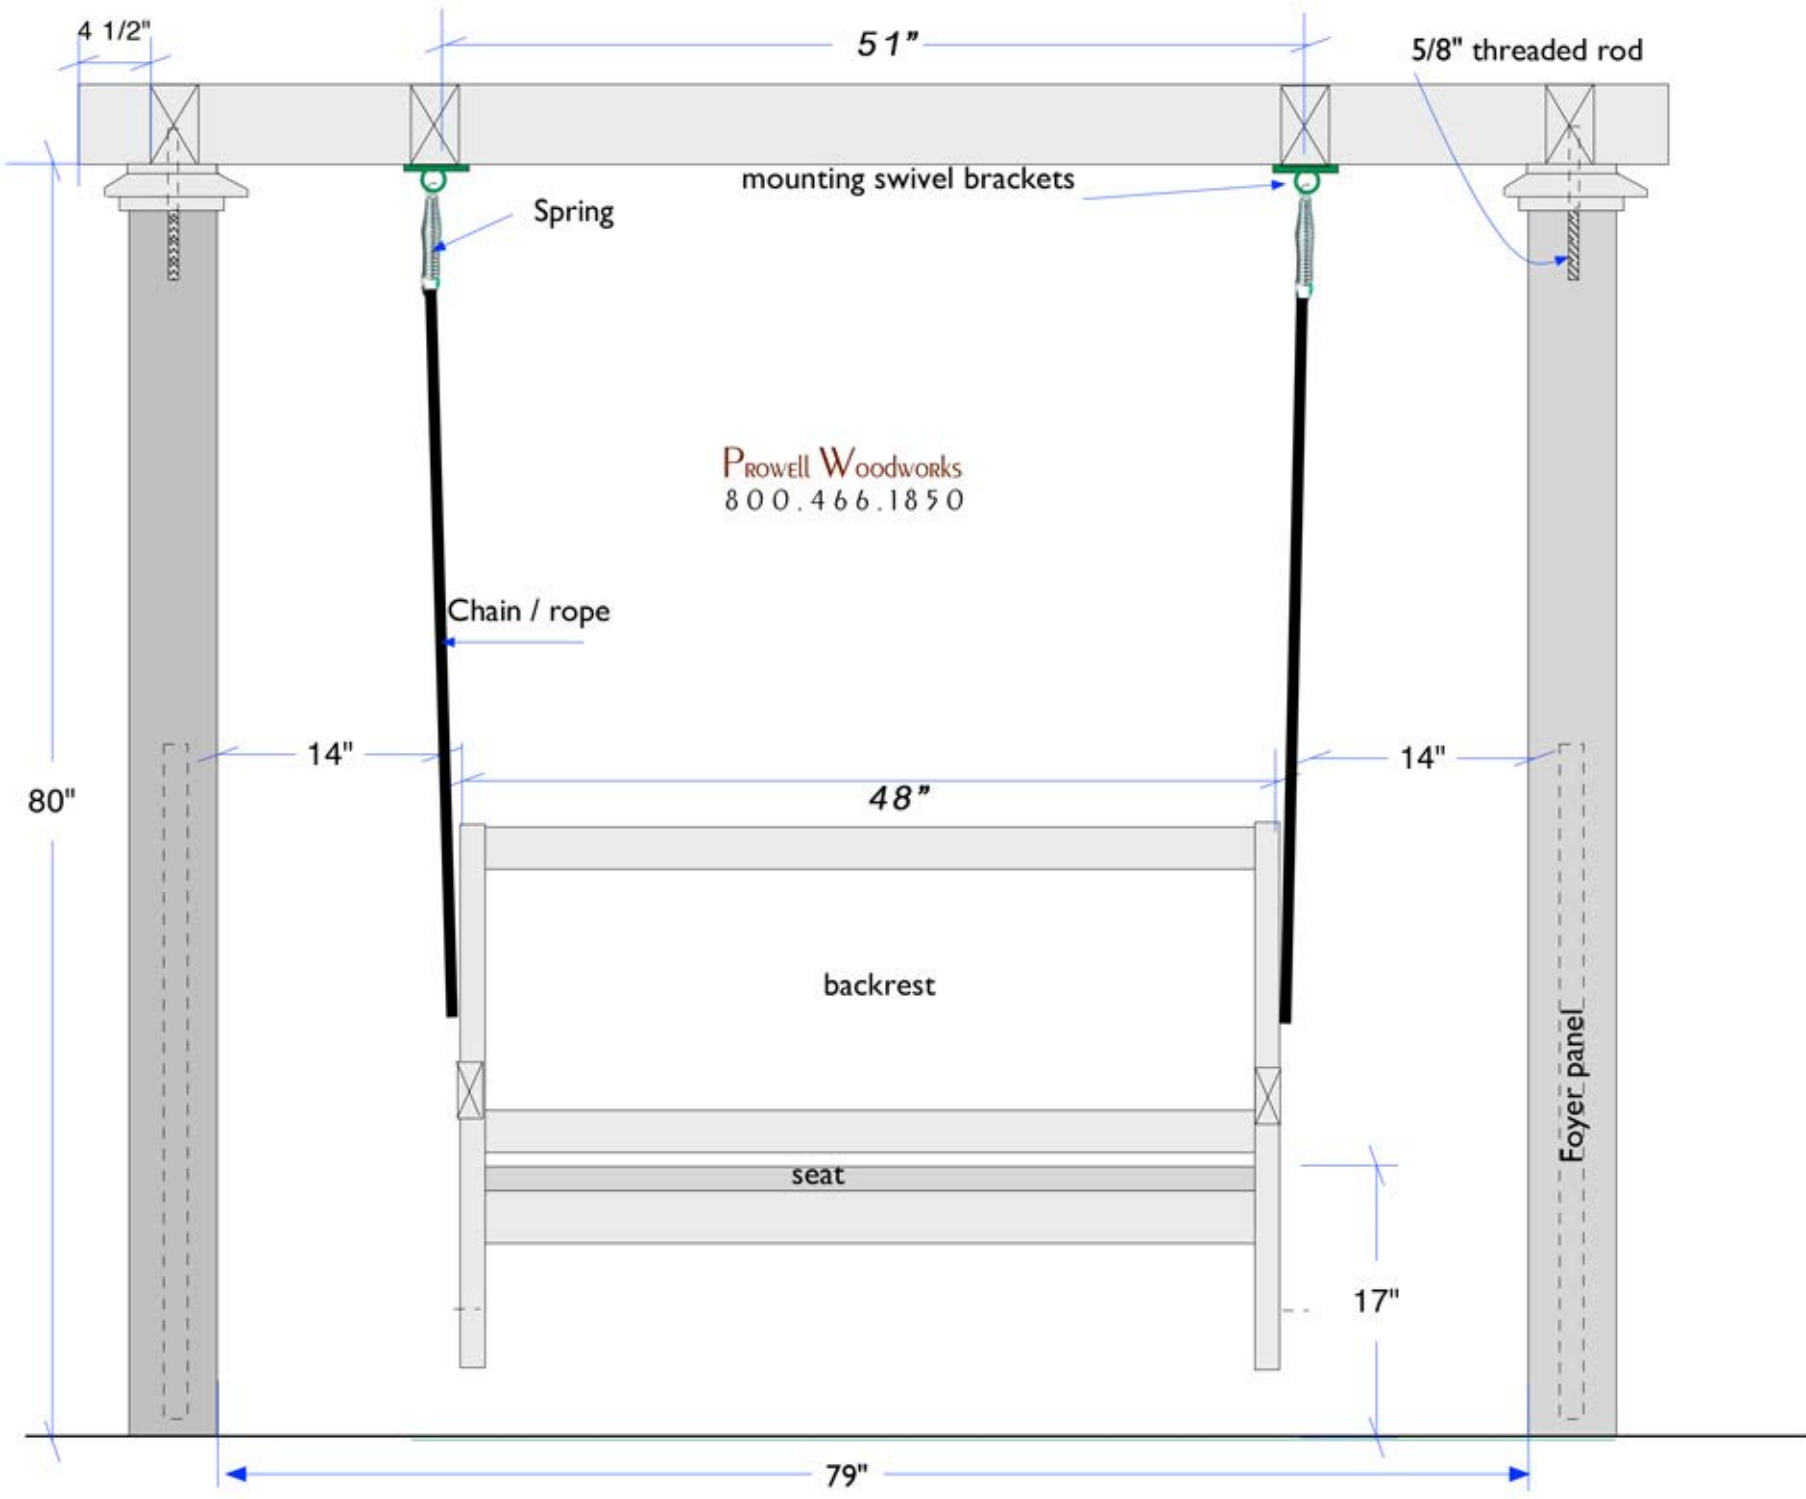 4 1/2"
51”
5/8" threaded rod
mounting swivel brackets
Spring
Prowell Woodworks
800.466.1850
Chain / rope
14"
14"
80"
48”
backrest
Foyer panel
seat
17"
79"